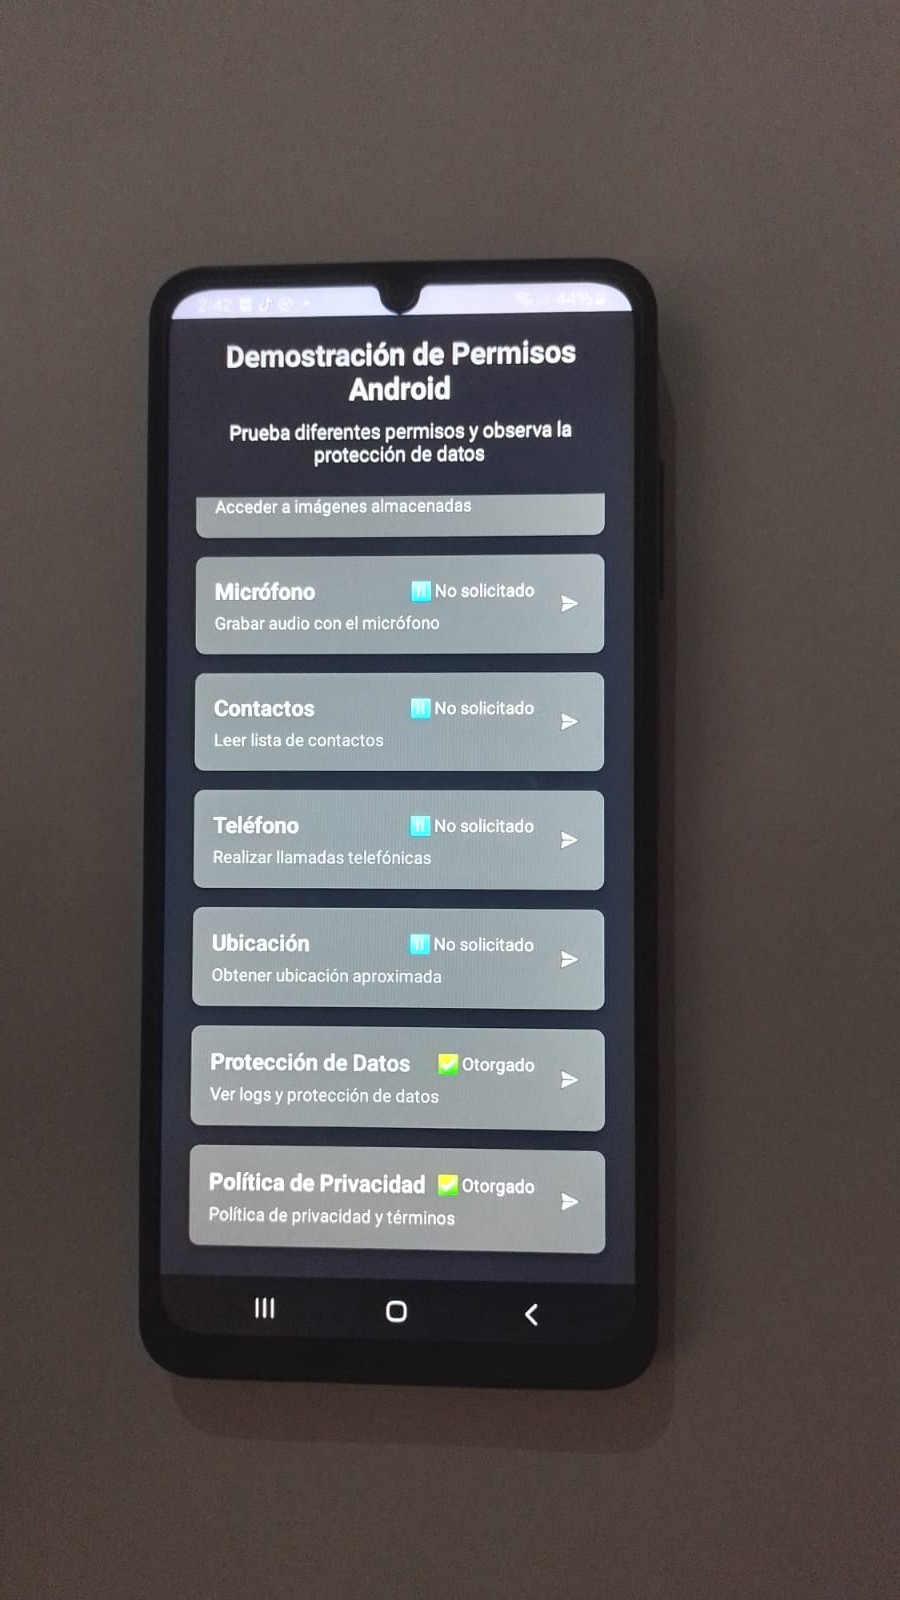 2:42 44%
Demostración de Permisos
Android
Prueba diferentes permisos y observa la
protección de datos
Acceder a imágenes almacenadas
Micrófono ⏸️ No solicitado
Grabar audio con el micrófono
Contactos ⏸️ No solicitado
Leer lista de contactos
Teléfono ⏸️ No solicitado
Realizar llamadas telefónicas
Ubicación ⏸️ No solicitado
Obtener ubicación aproximada
Protección de Datos ✅ Otorgado
Ver logs y protección de datos
Política de Privacidad ✅ Otorgado
Política de privacidad y términos